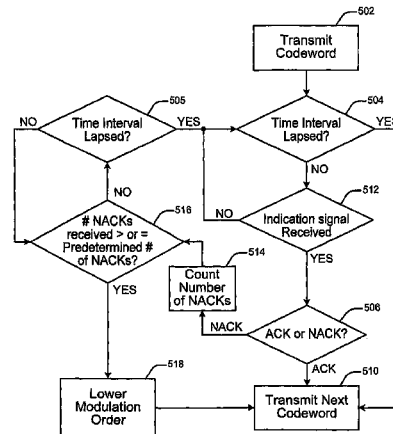 502
Transmit
Codeword
505
504
NO
Time Interval
Lapsed?
YES
Time Interval
Lapsed?
YES
NO
NO
516
512
# NACKs
received > or =
Predetermined #
of NACKs?
NO
Indication signal
Received
514
YES
Count
Number
of NACKs
YES
506
NACK
ACK or NACK?
518
ACK
510
Lower
Modulation
Order
Transmit Next
Codeword